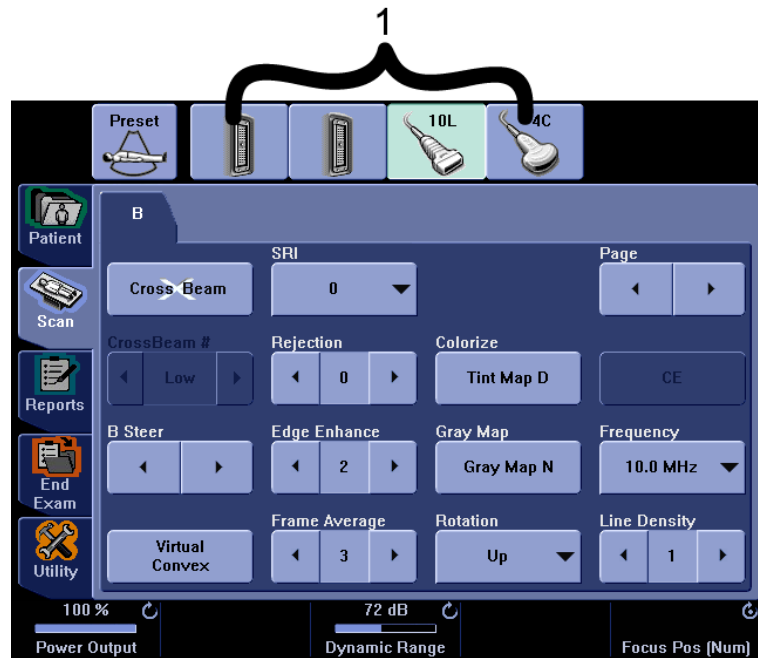 1
Preset
10L
4C
Patient
B
SRI
Page
Cross Beam
0
Scan
CrossBeam #
Rejection
Colorize
Low
0
Tint Map D
CE
Reports
B Steer
Edge Enhance
Gray Map
Frequency
2
Gray Map N
10.0 MHz
End
Exam
Frame Average
Rotation
Line Density
Virtual
Convex
3
Up
1
Utility
100 %
72 dB
Power Output
Dynamic Range
Focus Pos (Num)